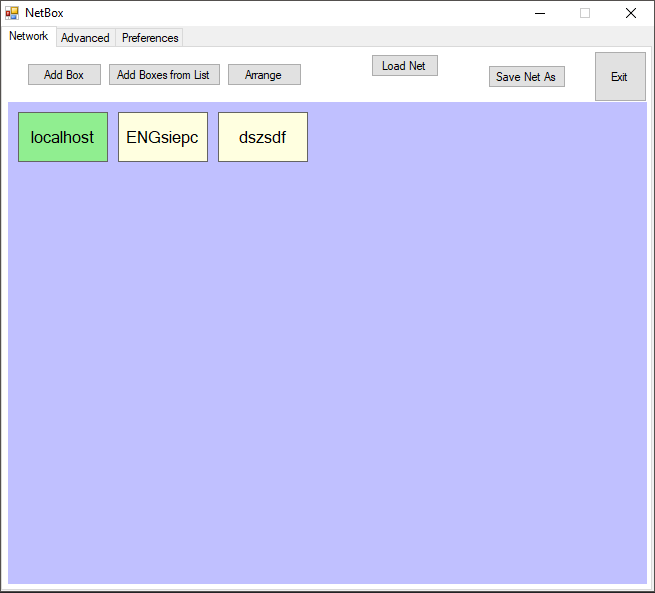 NetBox
Network Advanced Preferences
Add Box Add Boxes from List Arrange Load Net Save Net As Exit
localhost ENGsiepc dszsdf